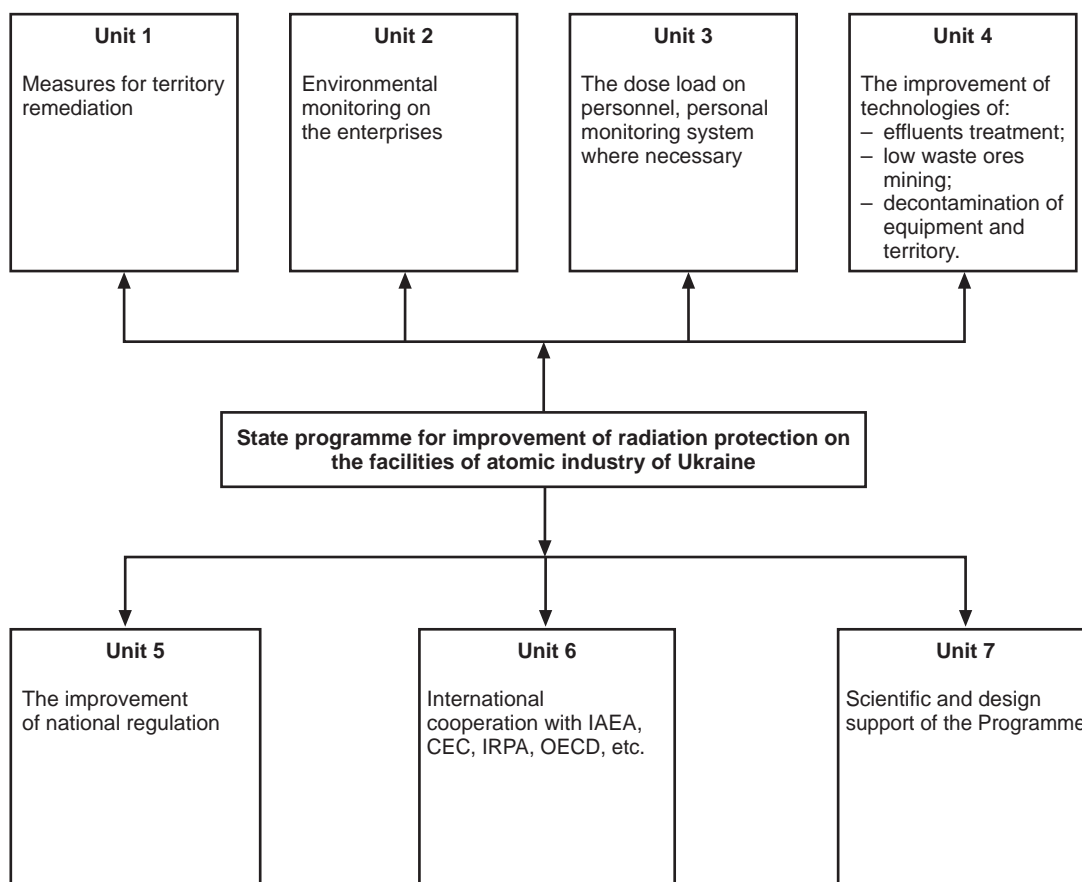 Unit 1
Measures for territory
remediation
Unit 2
Environmental
monitoring on
the enterprises
Unit 3
The dose load on
personnel, personal
monitoring system
where necessary
Unit 4
The improvement of
technologies of:
– effluents treatment;
– low waste ores
mining;
– decontamination of
equipment and
territory.
State programme for improvement of radiation protection on
the facilities of atomic industry of Ukraine
Unit 5
The improvement
of national regulation
Unit 6
International
cooperation with IAEA,
CEC, IRPA, OECD, etc.
Unit 7
Scientific and design
support of the Programme